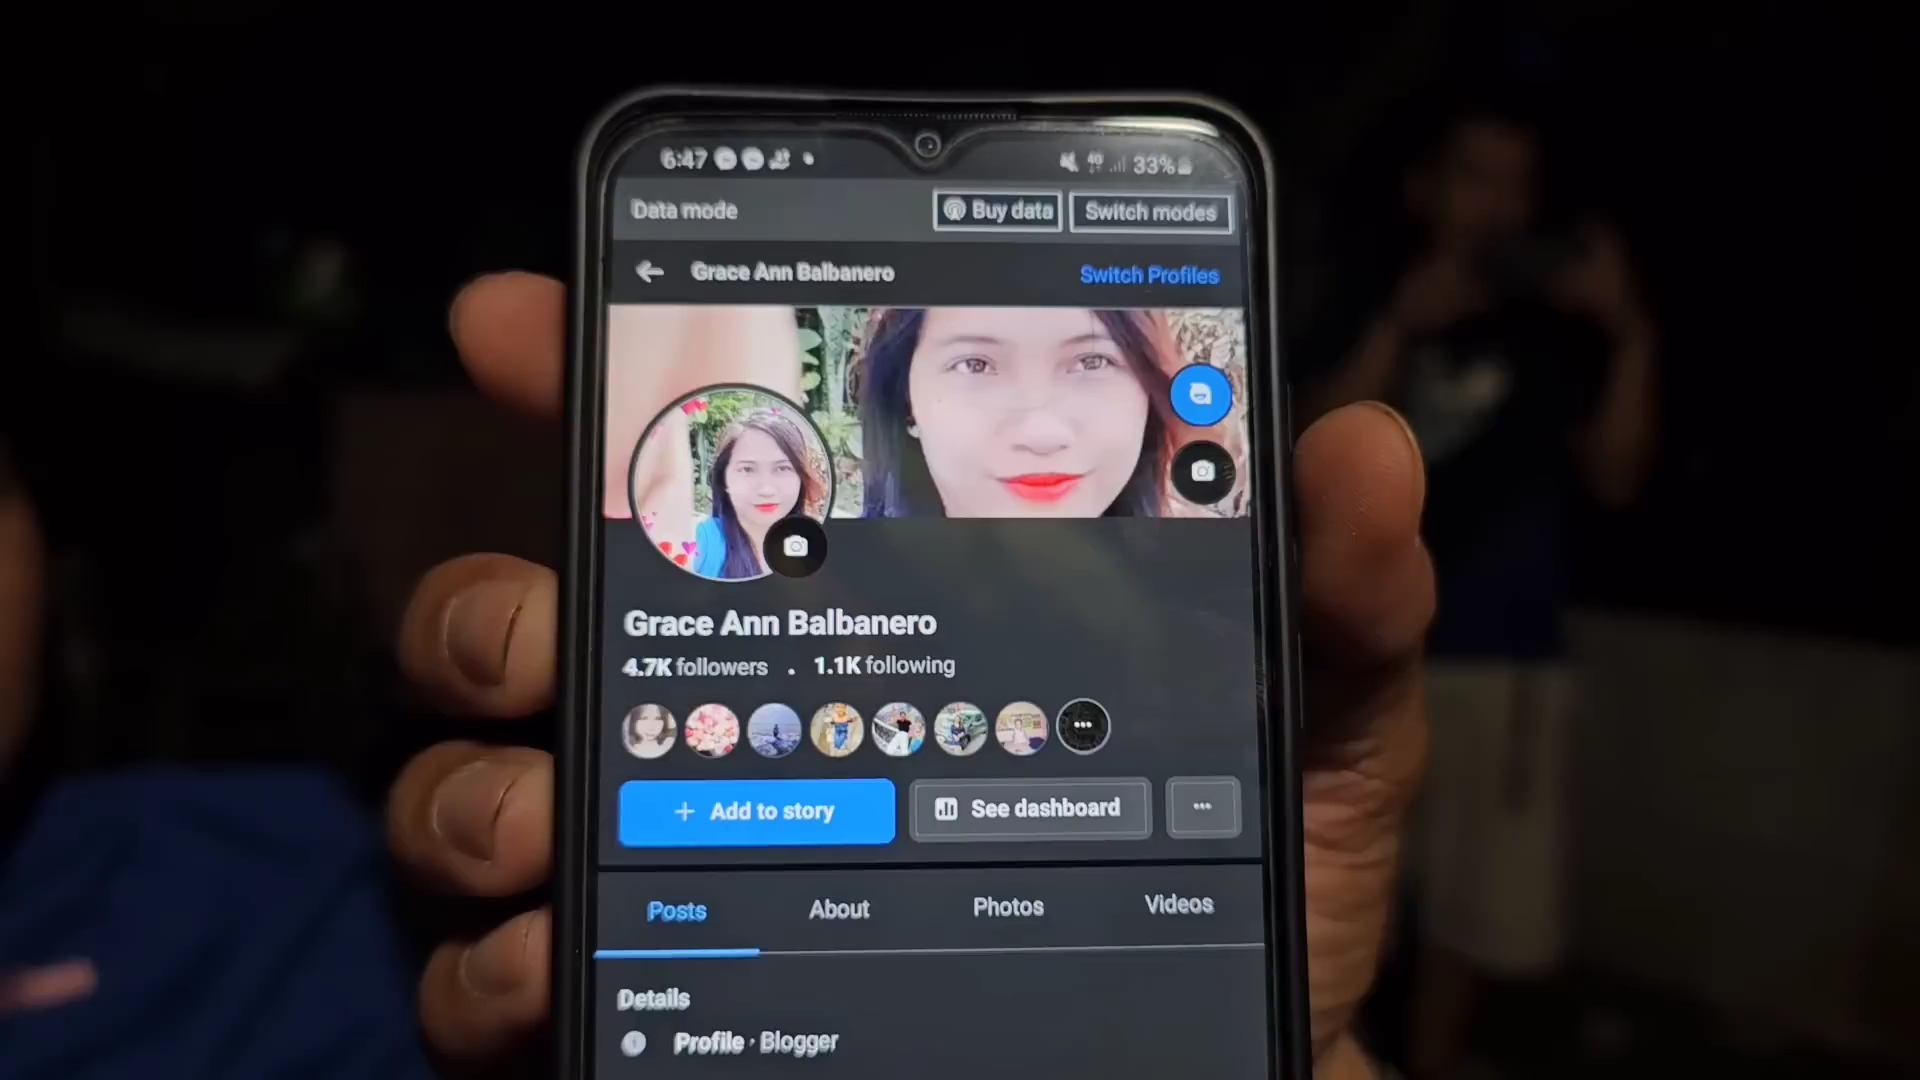 6:47 4G 33%
Data mode Buy data Switch modes
Grace Ann Balbanero Switch Profiles
Grace Ann Balbanero
4.7K followers . 1.1K following
+ Add to story See dashboard ...
Posts About Photos Videos
Details
Profile · Blogger